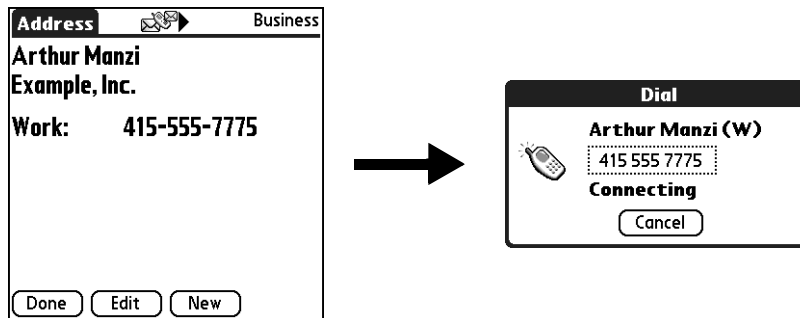 Address Business
Arthur Manzi
Example, Inc.
Work: 415-555-7775
Done Edit New
Dial
Arthur Manzi (W)
415 555 7775
Connecting
Cancel